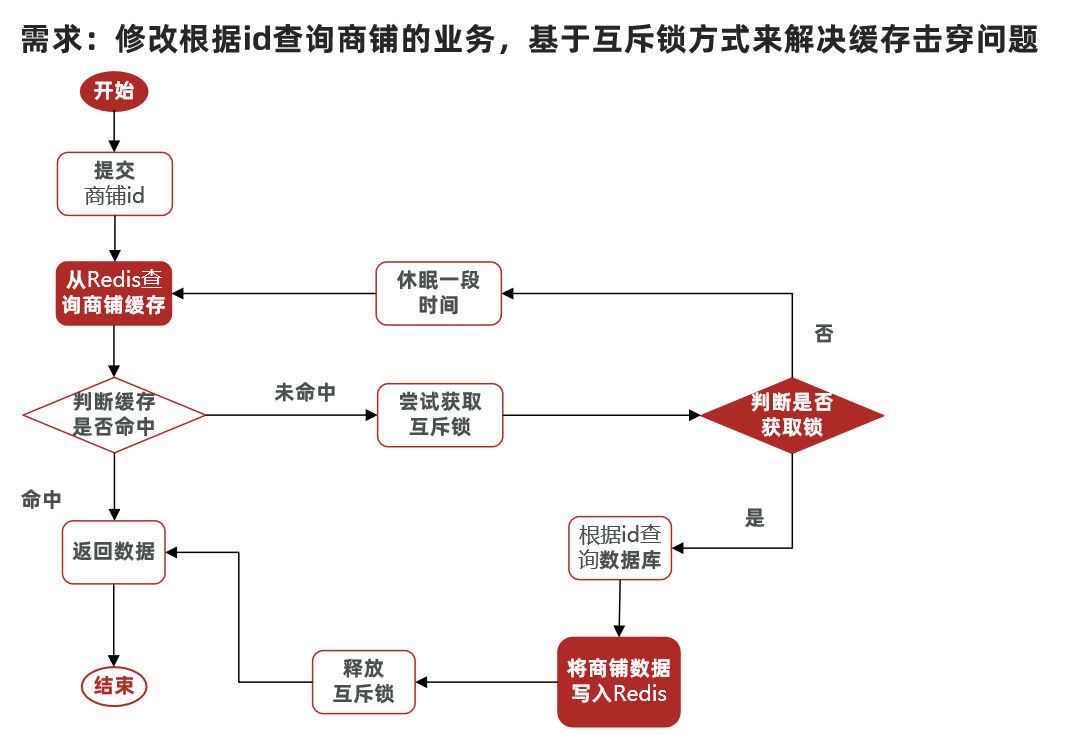 需求：修改根据id查询商铺的业务，基于互斥锁方式来解决缓存击穿问题
开始
提交
商铺id
从Redis查
询商铺缓存
休眠一段
时间
否
判断缓存
是否命中
未命中
尝试获取
互斥锁
判断是否
获取锁
命中
是
返回数据
根据id查
询数据库
结束
释放
互斥锁
将商铺数据
写入Redis